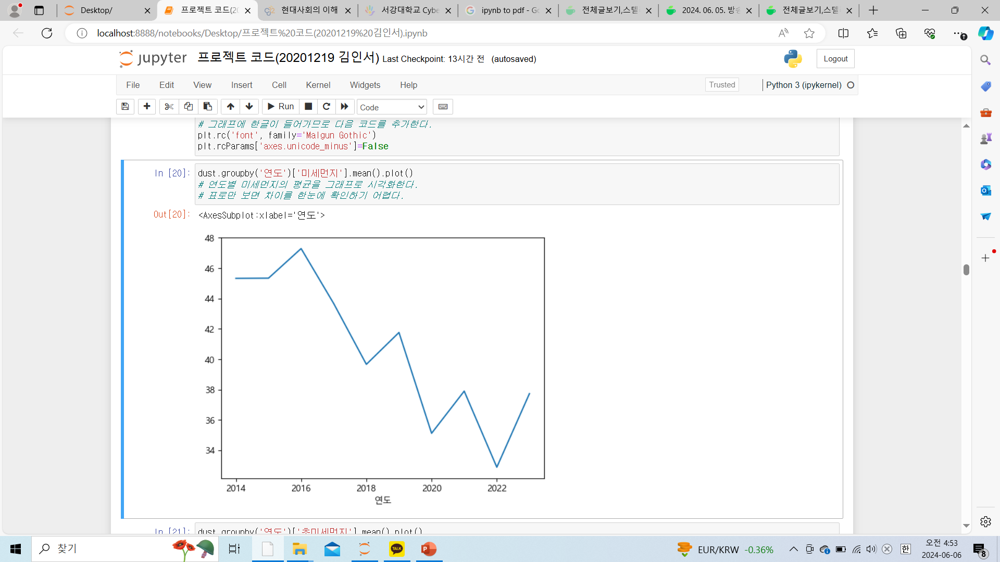 Desktop/
프로젝트 코드(20
현대사회의 이해
서강대학교 Cybe
ipynb to pdf - Go
전체글보기,스텔
2024. 06. 05. 방송
전체글보기,스텔
localhost:8888/notebooks/Desktop/프로젝트%20코드(20201219%20김인서).ipynb
jupyter 프로젝트 코드(20201219 김인서) Last Checkpoint: 13시간 전 (autosaved)
Logout
File Edit View Insert Cell Kernel Widgets Help
Trusted
Python 3 (ipykernel)
Run
Code
# 그래프에 한글이 들어가므로 다음 코드를 추가한다.
plt.rc('font', family='Malgun Gothic')
plt.rcParams['axes.unicode_minus']=False
In [20]: dust.groupby('연도')['미세먼지'].mean().plot()
# 연도별 미세먼지의 평균을 그래프로 시각화한다.
# 표로만 보면 차이를 한눈에 확인하기 어렵다.
Out[20]: <AxesSubplot:xlabel='연도'>
48
46
44
42
40
38
36
34
2014 2016 2018 2020 2022
연도
In [21]: dust.groupby('연도')['초미세먼지'].mean().plot()
찾기
TALK
P
EUR/KRW -0.36%
한
오전 4:53
2024-06-06
8